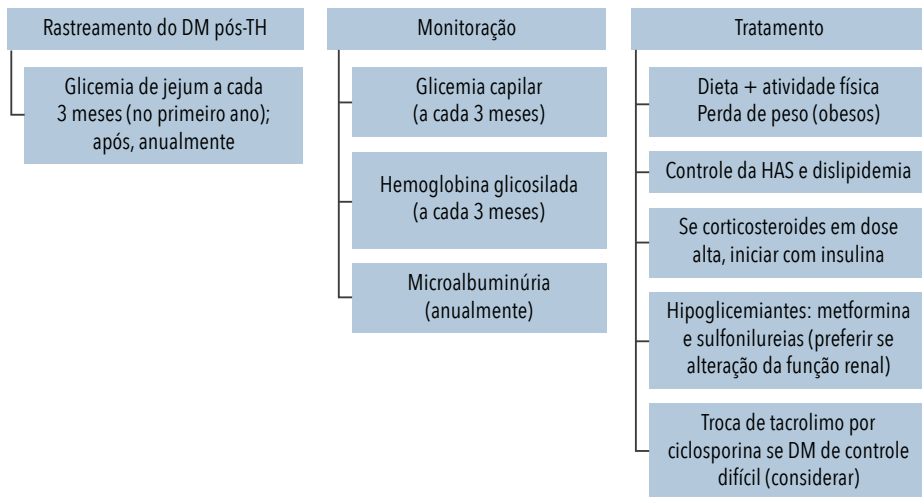 Rastreamento do DM pós-TH
Glicemia de jejum a cada
3 meses (no primeiro ano);
após, anualmente
Monitoração
Glicemia capilar
(a cada 3 meses)
Hemoglobina glicosilada
(a cada 3 meses)
Microalbuminúria
(anualmente)
Tratamento
Dieta + atividade física
Perda de peso (obesos)
Controle da HAS e dislipidemia
Se corticosteroides em dose
alta, iniciar com insulina
Hipoglicemiantes: metformina
e sulfonilureias (preferir se
alteração da função renal)
Troca de tacrolimo por
ciclosporina se DM de controle
difícil (considerar)